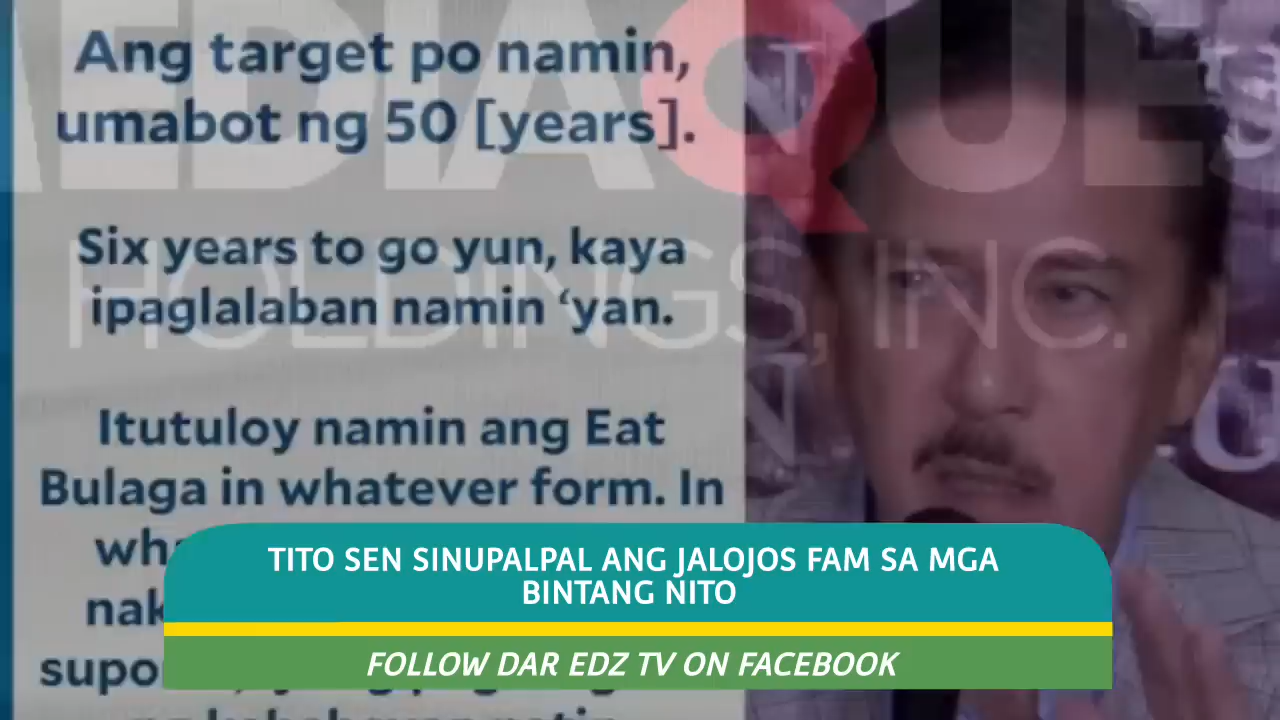 Ang target po namin,
umabot ng 50 [years].
Six years to go yun, kaya
ipaglalaban namin ‘yan.
Itutuloy namin ang Eat
Bulaga in whatever form. In
HOLDINGS, INC.
TITO SEN SINUPALPAL ANG JALOJOS FAM SA MGA
BINTANG NITO
FOLLOW DAR EDZ TV ON FACEBOOK